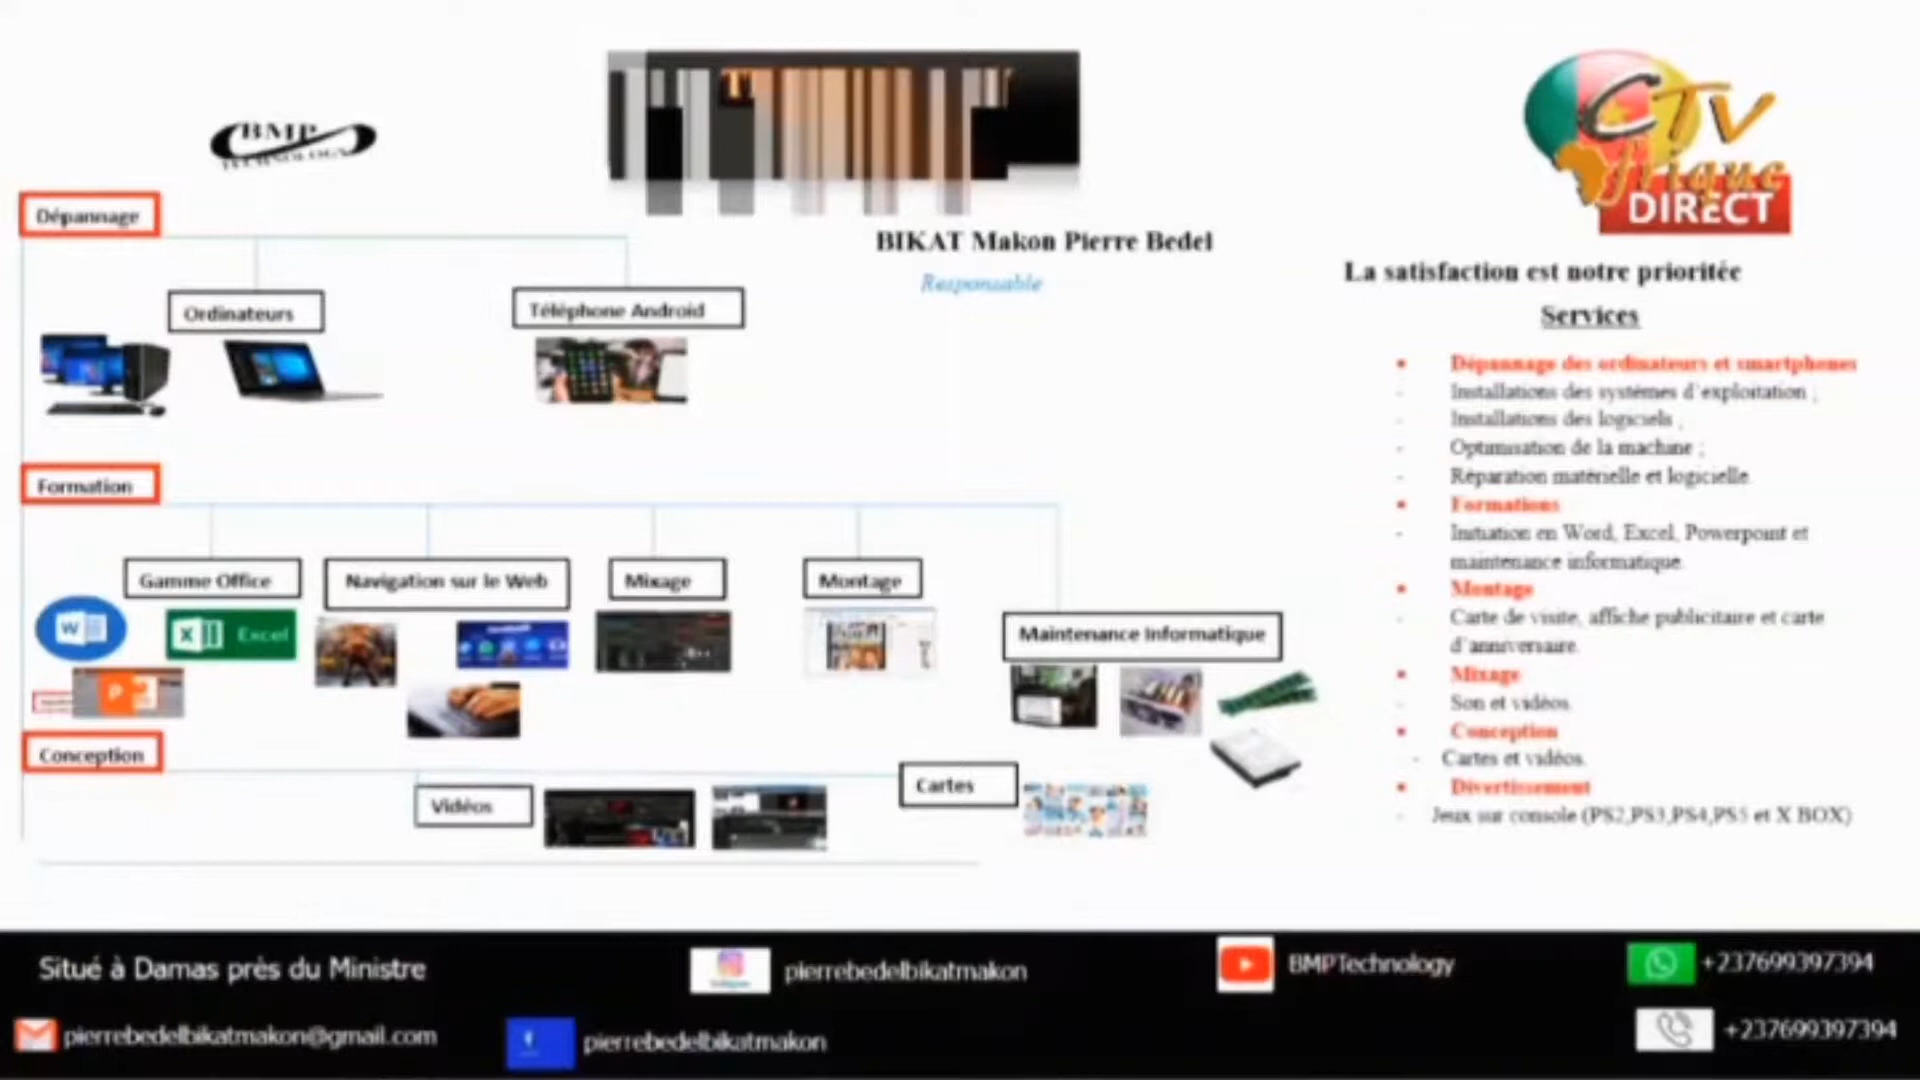 BMP
TECHNOLOGY
CTV
Afrique
DIRECT
BIKAT Makon Pierre Bedel
Responsable
Dépannage
Ordinateurs
Téléphone Android
Formation
Gamme Office
Navigation sur le Web
Mixage
Montage
Maintenance Informatique
W
X
Excel
P
Conception
Vidéos
Cartes
La satisfaction est notre prioritée
Services
• Dépannage des ordinateurs et smartphones
- Installations des systèmes d'exploitation ;
- Installations des logiciels ;
- Optimisation de la machine ;
- Réparation matérielle et logicielle.
• Formations
- Initiation en Word, Excel, Powerpoint et
maintenance informatique.
• Montage
- Carte de visite, affiche publicitaire et carte
d'anniversaire.
• Mixage
- Son et vidéos.
• Conception
- Cartes et vidéos.
• Divertissement
- Jeux sur console (PS2,PS3,PS4,PS5 et X BOX)
Situé à Damas près du Ministre
pierrebedelbikatmakon
BMPTechnology
+237699397394
pierrebedelbikatmakon@gmail.com
pierrebedelbikatmakon
+237699397394